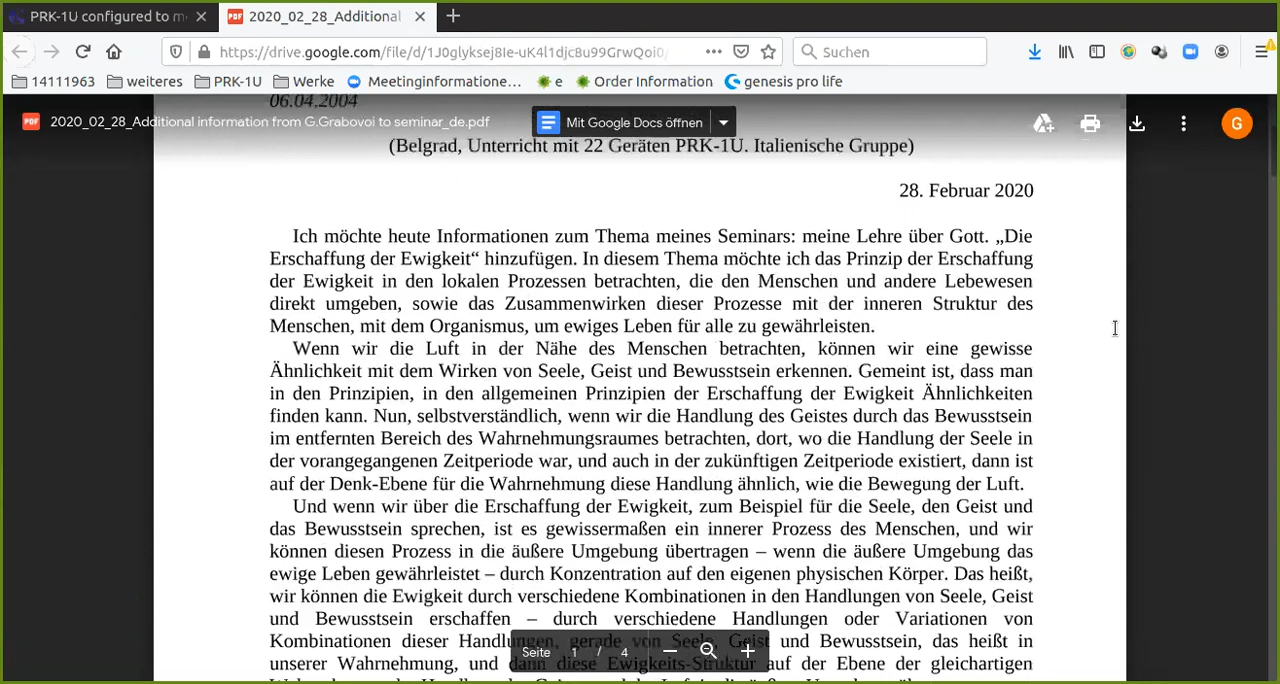 PRK-1U configured to m
2020_02_28_Additional
https://drive.google.com/file/d/1J0glyksej8Ie-uK4l1djcBu99GrwQoi0/
Suchen
14111963 weiteres PRK-1U Werke Meetinginformatione... e Order Information genesis pro life
06.04.2004
PDF 2020_02_28_Additional information from G.Grabovoi to seminar_de.pdf
Mit Google Docs öffnen
G
(Belgrad, Unterricht mit 22 Geräten PRK-1U. Italienische Gruppe)
28. Februar 2020
Ich möchte heute Informationen zum Thema meines Seminars: meine Lehre über Gott. „Die
Erschaffung der Ewigkeit“ hinzufügen. In diesem Thema möchte ich das Prinzip der Erschaffung
der Ewigkeit in den lokalen Prozessen betrachten, die den Menschen und andere Lebewesen
direkt umgeben, sowie das Zusammenwirken dieser Prozesse mit der inneren Struktur des
Menschen, mit dem Organismus, um ewiges Leben für alle zu gewährleisten.
Wenn wir die Luft in der Nähe des Menschen betrachten, können wir eine gewisse
Ähnlichkeit mit dem Wirken von Seele, Geist und Bewusstsein erkennen. Gemeint ist, dass man
in den Prinzipien, in den allgemeinen Prinzipien der Erschaffung der Ewigkeit Ähnlichkeiten
finden kann. Nun, selbstverständlich, wenn wir die Handlung des Geistes durch das Bewusstsein
im entfernten Bereich des Wahrnehmungsraumes betrachten, dort, wo die Handlung der Seele in
der vorangegangenen Zeitperiode war, und auch in der zukünftigen Zeitperiode existiert, dann ist
auf der Denk-Ebene für die Wahrnehmung diese Handlung ähnlich, wie die Bewegung der Luft.
Und wenn wir über die Erschaffung der Ewigkeit, zum Beispiel für die Seele, den Geist und
das Bewusstsein sprechen, ist es gewissermaßen ein innerer Prozess des Menschen, und wir
können diesen Prozess in die äußere Umgebung übertragen – wenn die äußere Umgebung das
ewige Leben gewährleistet – durch Konzentration auf den eigenen physischen Körper. Das heißt,
wir können die Ewigkeit durch verschiedene Kombinationen in den Handlungen von Seele, Geist
und Bewusstsein erschaffen – durch verschiedene Handlungen oder Variationen von
Kombinationen dieser Handlungen, gerade von Seele, Geist und Bewusstsein, das heißt in
unserer Wahrnehmung, und dann diese Ewigkeits-Struktur auf der Ebene der gleichartigen
Seite 1 / 4